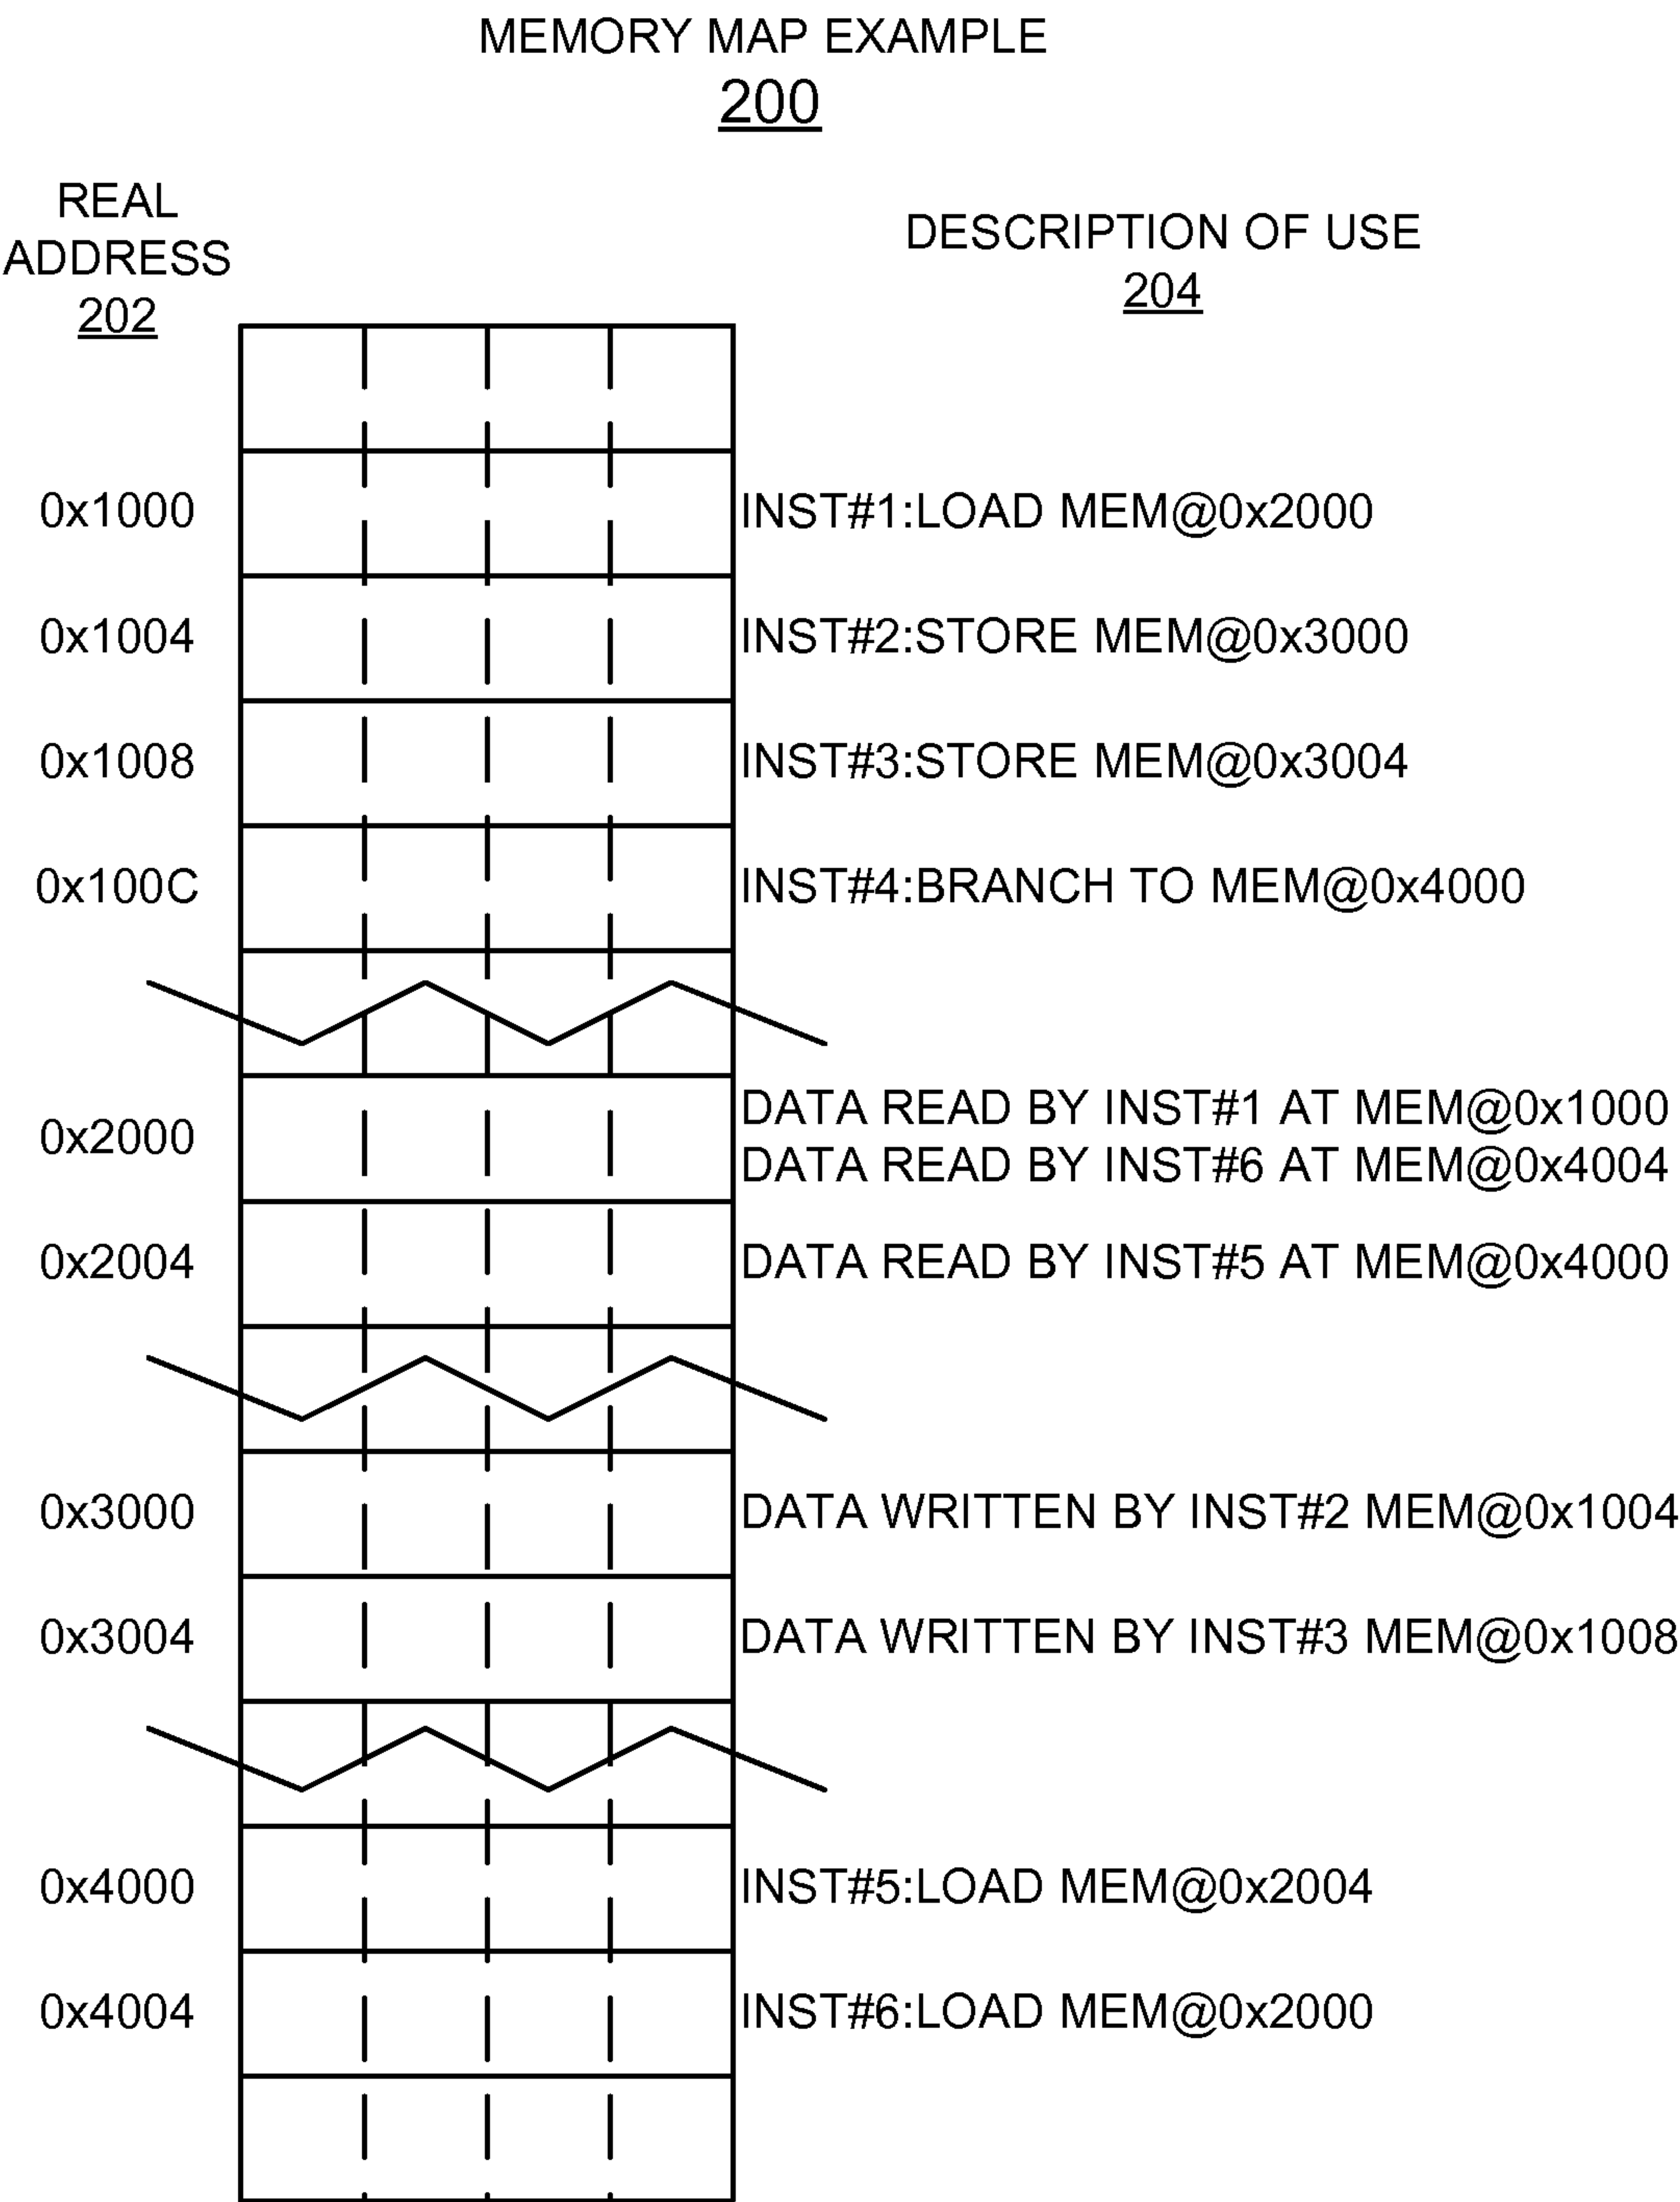 MEMORY MAP EXAMPLE
200
REAL
ADDRESS
202
DESCRIPTION OF USE
204
0x1000 INST#1:LOAD MEM@0x2000
0x1004 INST#2:STORE MEM@0x3000
0x1008 INST#3:STORE MEM@0x3004
0x100C INST#4:BRANCH TO MEM@0x4000
0x2000 DATA READ BY INST#1 AT MEM@0x1000
DATA READ BY INST#6 AT MEM@0x4004
0x2004 DATA READ BY INST#5 AT MEM@0x4000
0x3000 DATA WRITTEN BY INST#2 MEM@0x1004
0x3004 DATA WRITTEN BY INST#3 MEM@0x1008
0x4000 INST#5:LOAD MEM@0x2004
0x4004 INST#6:LOAD MEM@0x2000